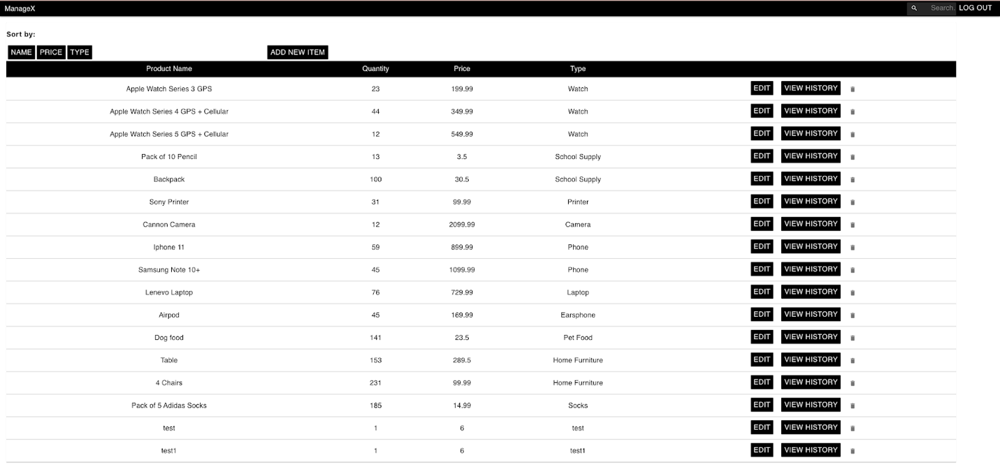 ManageX Search. LOG OUT
Sort by:
NAME PRICE TYPE ADD NEW ITEM
Product Name Quantity Price Type
Apple Watch Series 3 GPS 23 199.99 Watch EDIT VIEW HISTORY
Apple Watch Series 4 GPS + Cellular 44 349.99 Watch EDIT VIEW HISTORY
Apple Watch Series 5 GPS + Cellular 12 549.99 Watch EDIT VIEW HISTORY
Pack of 10 Pencil 13 3.5 School Supply EDIT VIEW HISTORY
Backpack 100 30.5 School Supply EDIT VIEW HISTORY
Sony Printer 31 99.99 Printer EDIT VIEW HISTORY
Cannon Camera 12 2099.99 Camera EDIT VIEW HISTORY
Iphone 11 59 899.99 Phone EDIT VIEW HISTORY
Samsung Note 10+ 45 1099.99 Phone EDIT VIEW HISTORY
Lenevo Laptop 76 729.99 Laptop EDIT VIEW HISTORY
Airpod 45 169.99 Earsphone EDIT VIEW HISTORY
Dog food 141 23.5 Pet Food EDIT VIEW HISTORY
Table 153 289.5 Home Furniture EDIT VIEW HISTORY
4 Chairs 231 99.99 Home Furniture EDIT VIEW HISTORY
Pack of 5 Adidas Socks 185 14.99 Socks EDIT VIEW HISTORY
test 1 6 test EDIT VIEW HISTORY
test1 1 6 test1 EDIT VIEW HISTORY